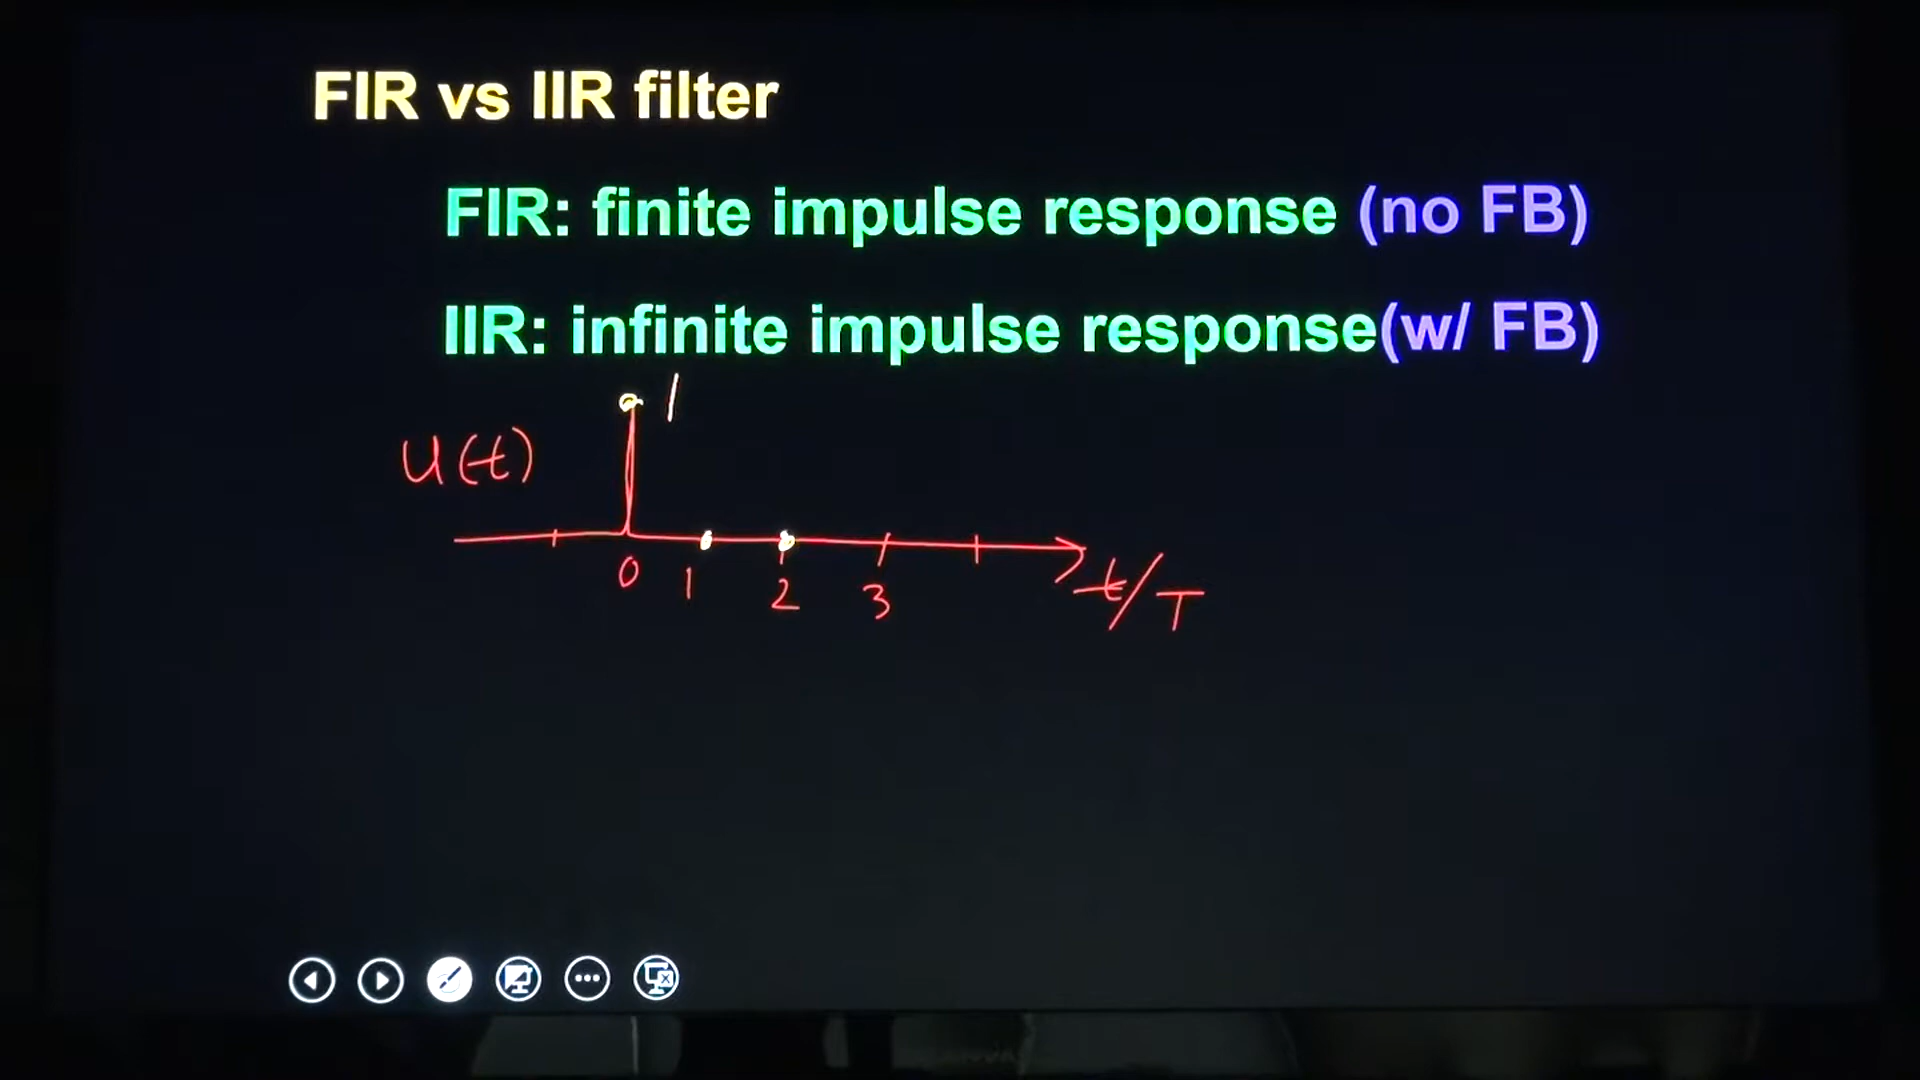 FIR vs IIR filter
FIR: finite impulse response (no FB)
IIR: infinite impulse response(w/ FB)
1
u(t)
0 1 2 3
t/T